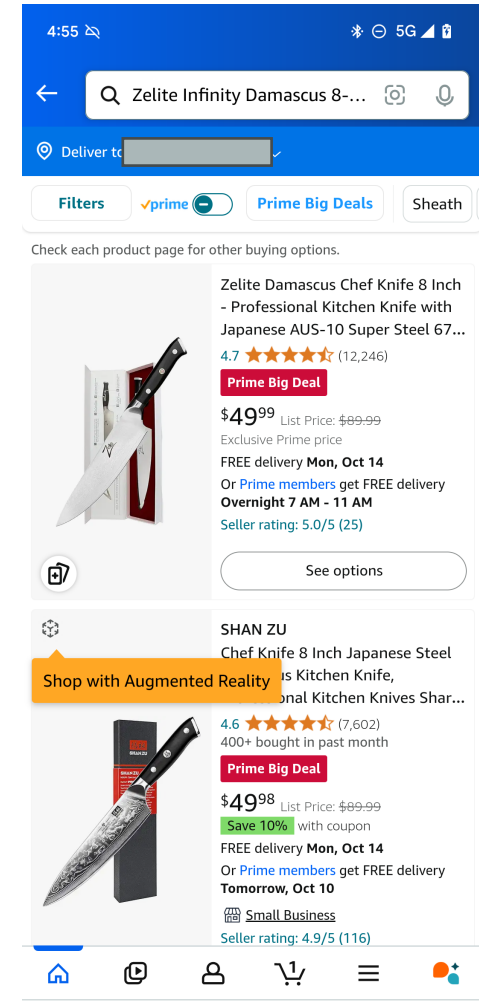 4:55
5G
Zelite Infinity Damascus 8-...
Deliver to
Filters
prime
Prime Big Deals
Sheath
Check each product page for other buying options.
Zelite Damascus Chef Knife 8 Inch
- Professional Kitchen Knife with
Japanese AUS-10 Super Steel 67...
4.7 (12,246)
Prime Big Deal
$49.99 List Price: $89.99
Exclusive Prime price
FREE delivery Mon, Oct 14
Or Prime members get FREE delivery
Overnight 7 AM - 11 AM
Seller rating: 5.0/5 (25)
See options
SHAN ZU
Chef Knife 8 Inch Japanese Steel
us Kitchen Knife,
onal Kitchen Knives Shar...
Shop with Augmented Reality
4.6 (7,602)
400+ bought in past month
Prime Big Deal
$49.98 List Price: $89.99
Save 10% with coupon
FREE delivery Mon, Oct 14
Or Prime members get FREE delivery
Tomorrow, Oct 10
Small Business
Seller rating: 4.9/5 (116)
SHAN ZU
1